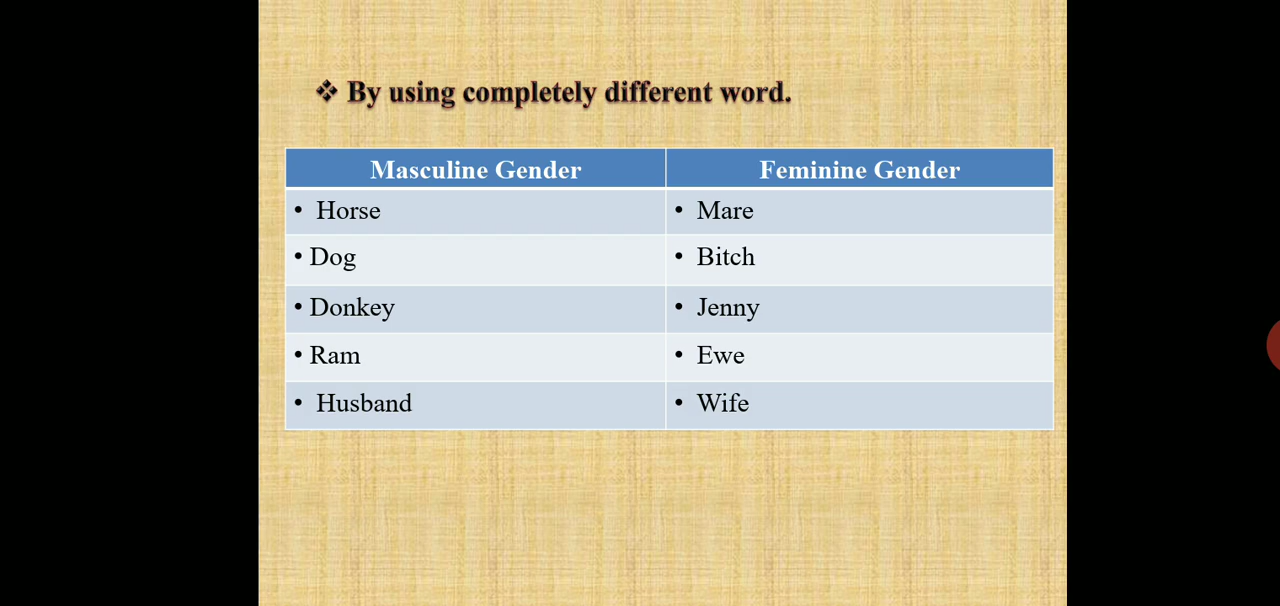 ❖ By using completely different word.
Masculine Gender Feminine Gender
• Horse • Mare
• Dog • Bitch
• Donkey • Jenny
• Ram • Ewe
• Husband • Wife